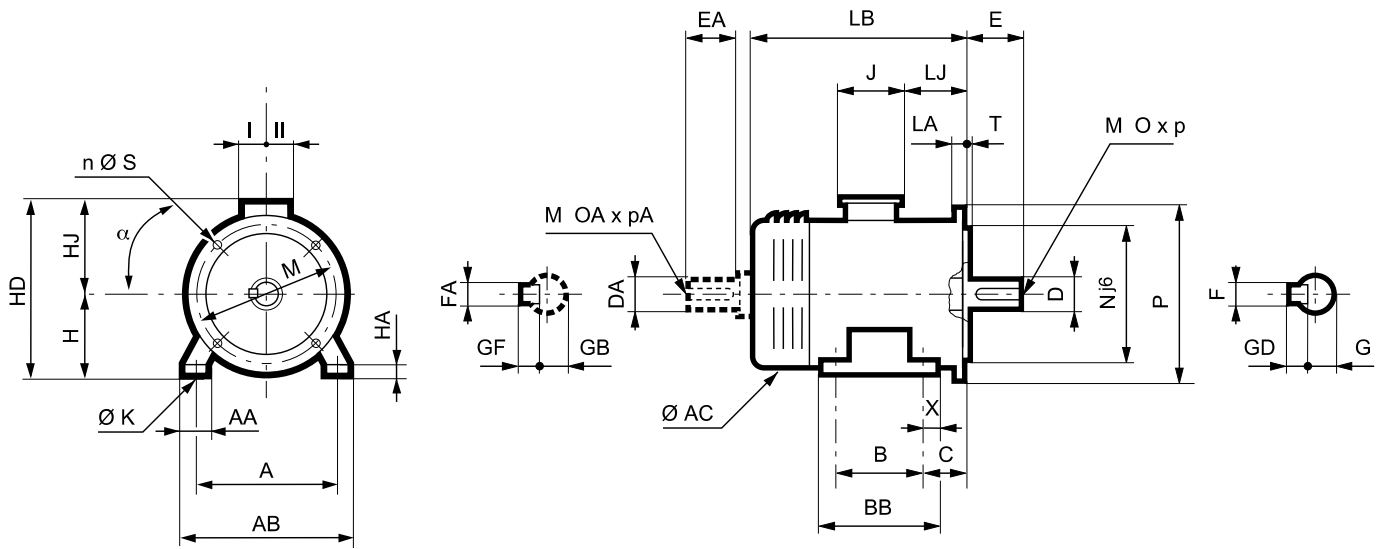 EA
LB
E
J
LJ
I
II
LA
T
M O x p
n Ø S
α
M
HJ
HD
H
HA
M OA x pA
FA
DA
D
N j6
P
F
GF
GB
GD
G
Ø K
AA
Ø AC
X
A
B
C
AB
BB